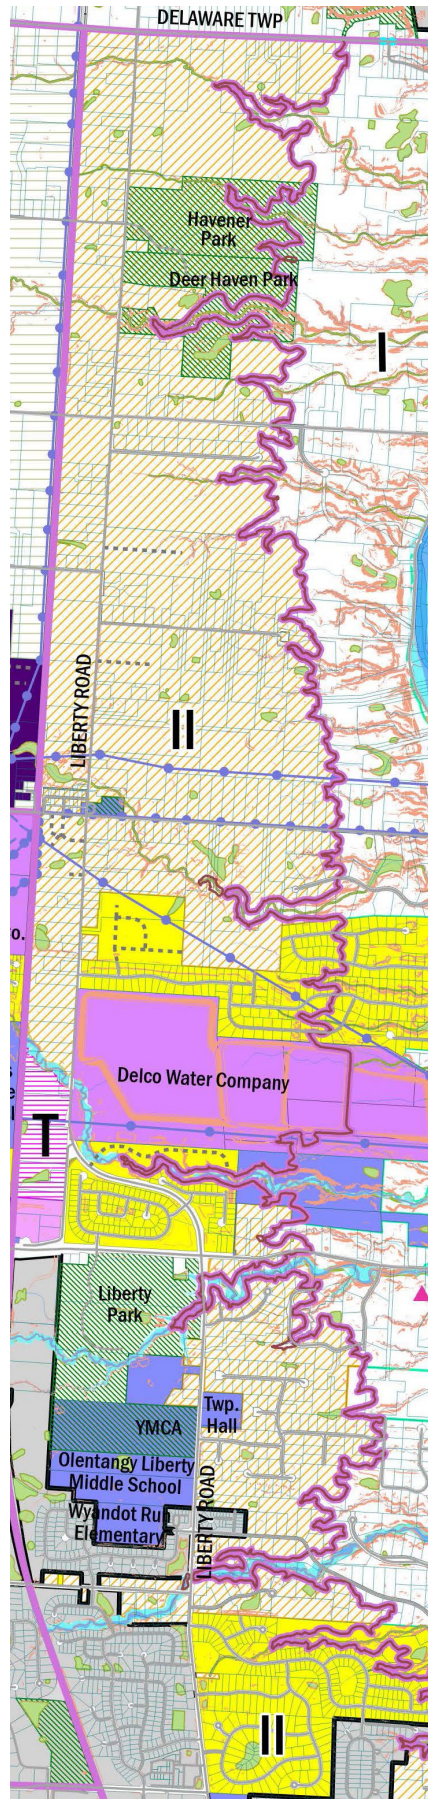 DELAWARE TWP
Havener
Park
Deer Haven Park
I
LIBERTY ROAD
II
o.
Delco Water Company
T
Liberty
Park
Twp.
Hall
YMCA
Olentangy Liberty
Middle School
Wyandot Ru
Elementary
LIBERTY ROAD
II